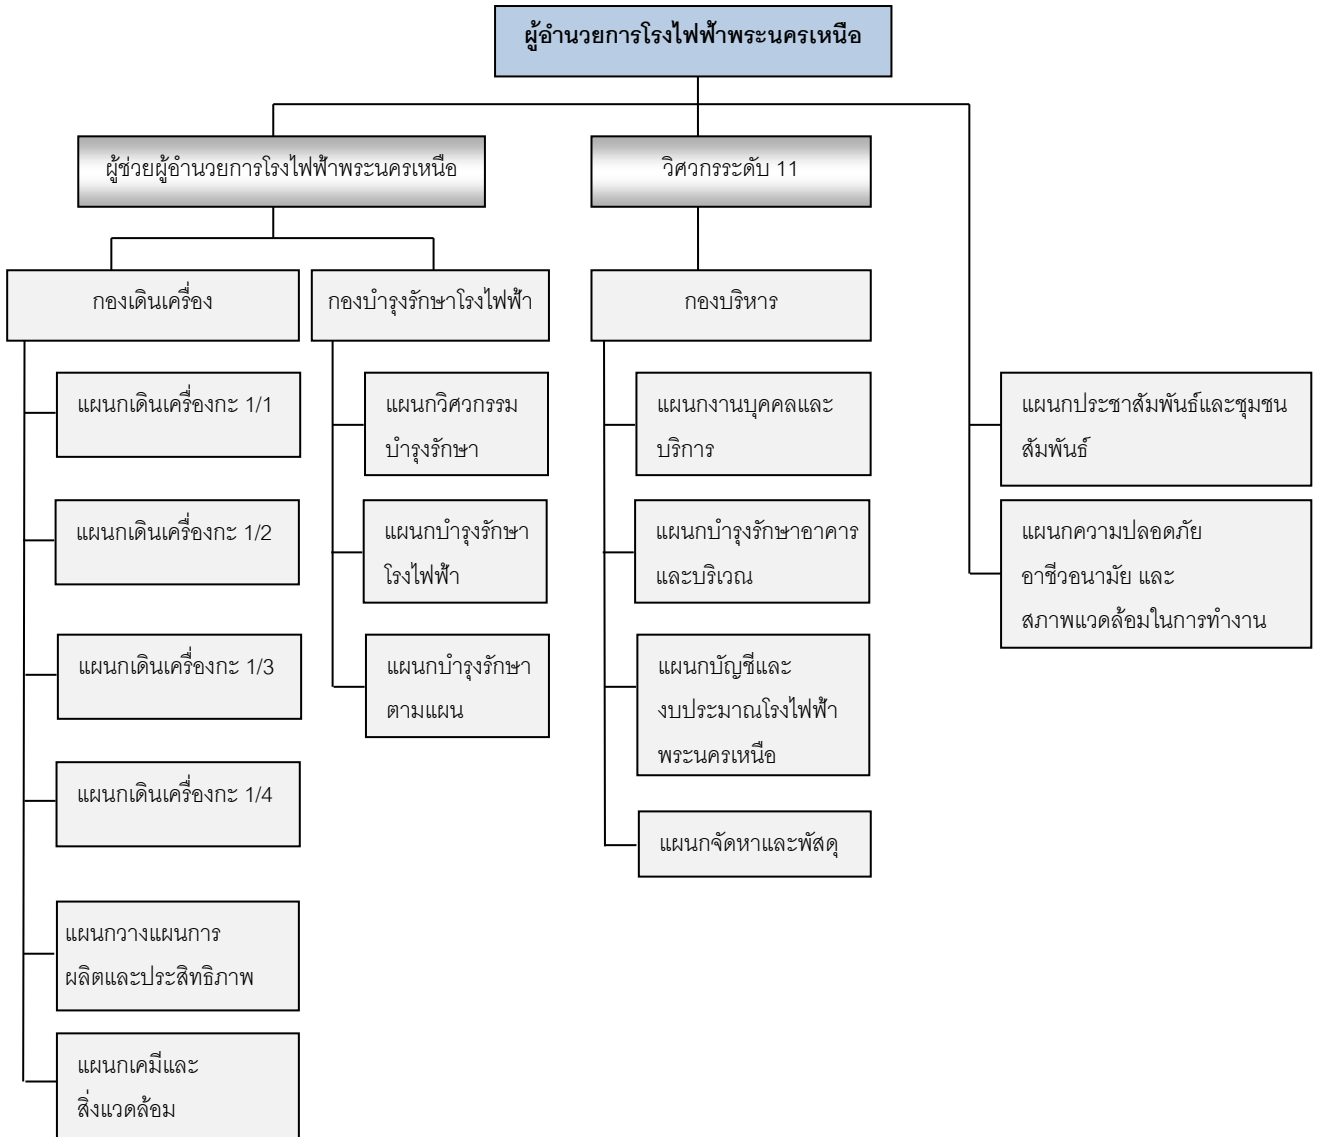 ผู้อำนวยการโรงไฟฟ้าพระนครเหนือ
ผู้ช่วยผู้อำนวยการโรงไฟฟ้าพระนครเหนือ
วิศวกรระดับ 11
กองเดินเครื่อง
กองบำรุงรักษาโรงไฟฟ้า
กองบริหาร
แผนกเดินเครื่องกะ 1/1
แผนกเดินเครื่องกะ 1/2
แผนกเดินเครื่องกะ 1/3
แผนกเดินเครื่องกะ 1/4
แผนกวางแผนการ
ผลิตและประสิทธิภาพ
แผนกเคมีและ
สิ่งแวดล้อม
แผนกวิศวกรรม
บำรุงรักษา
แผนกบำรุงรักษา
โรงไฟฟ้า
แผนกบำรุงรักษา
ตามแผน
แผนกงานบุคคลและ
บริการ
แผนกบำรุงรักษาอาคาร
และบริเวณ
แผนกบัญชีและ
งบประมาณโรงไฟฟ้า
พระนครเหนือ
แผนกจัดหาและพัสดุ
แผนกประชาสัมพันธ์และชุมชน
สัมพันธ์
แผนกความปลอดภัย
อาชีวอนามัย และ
สภาพแวดล้อมในการทำงาน